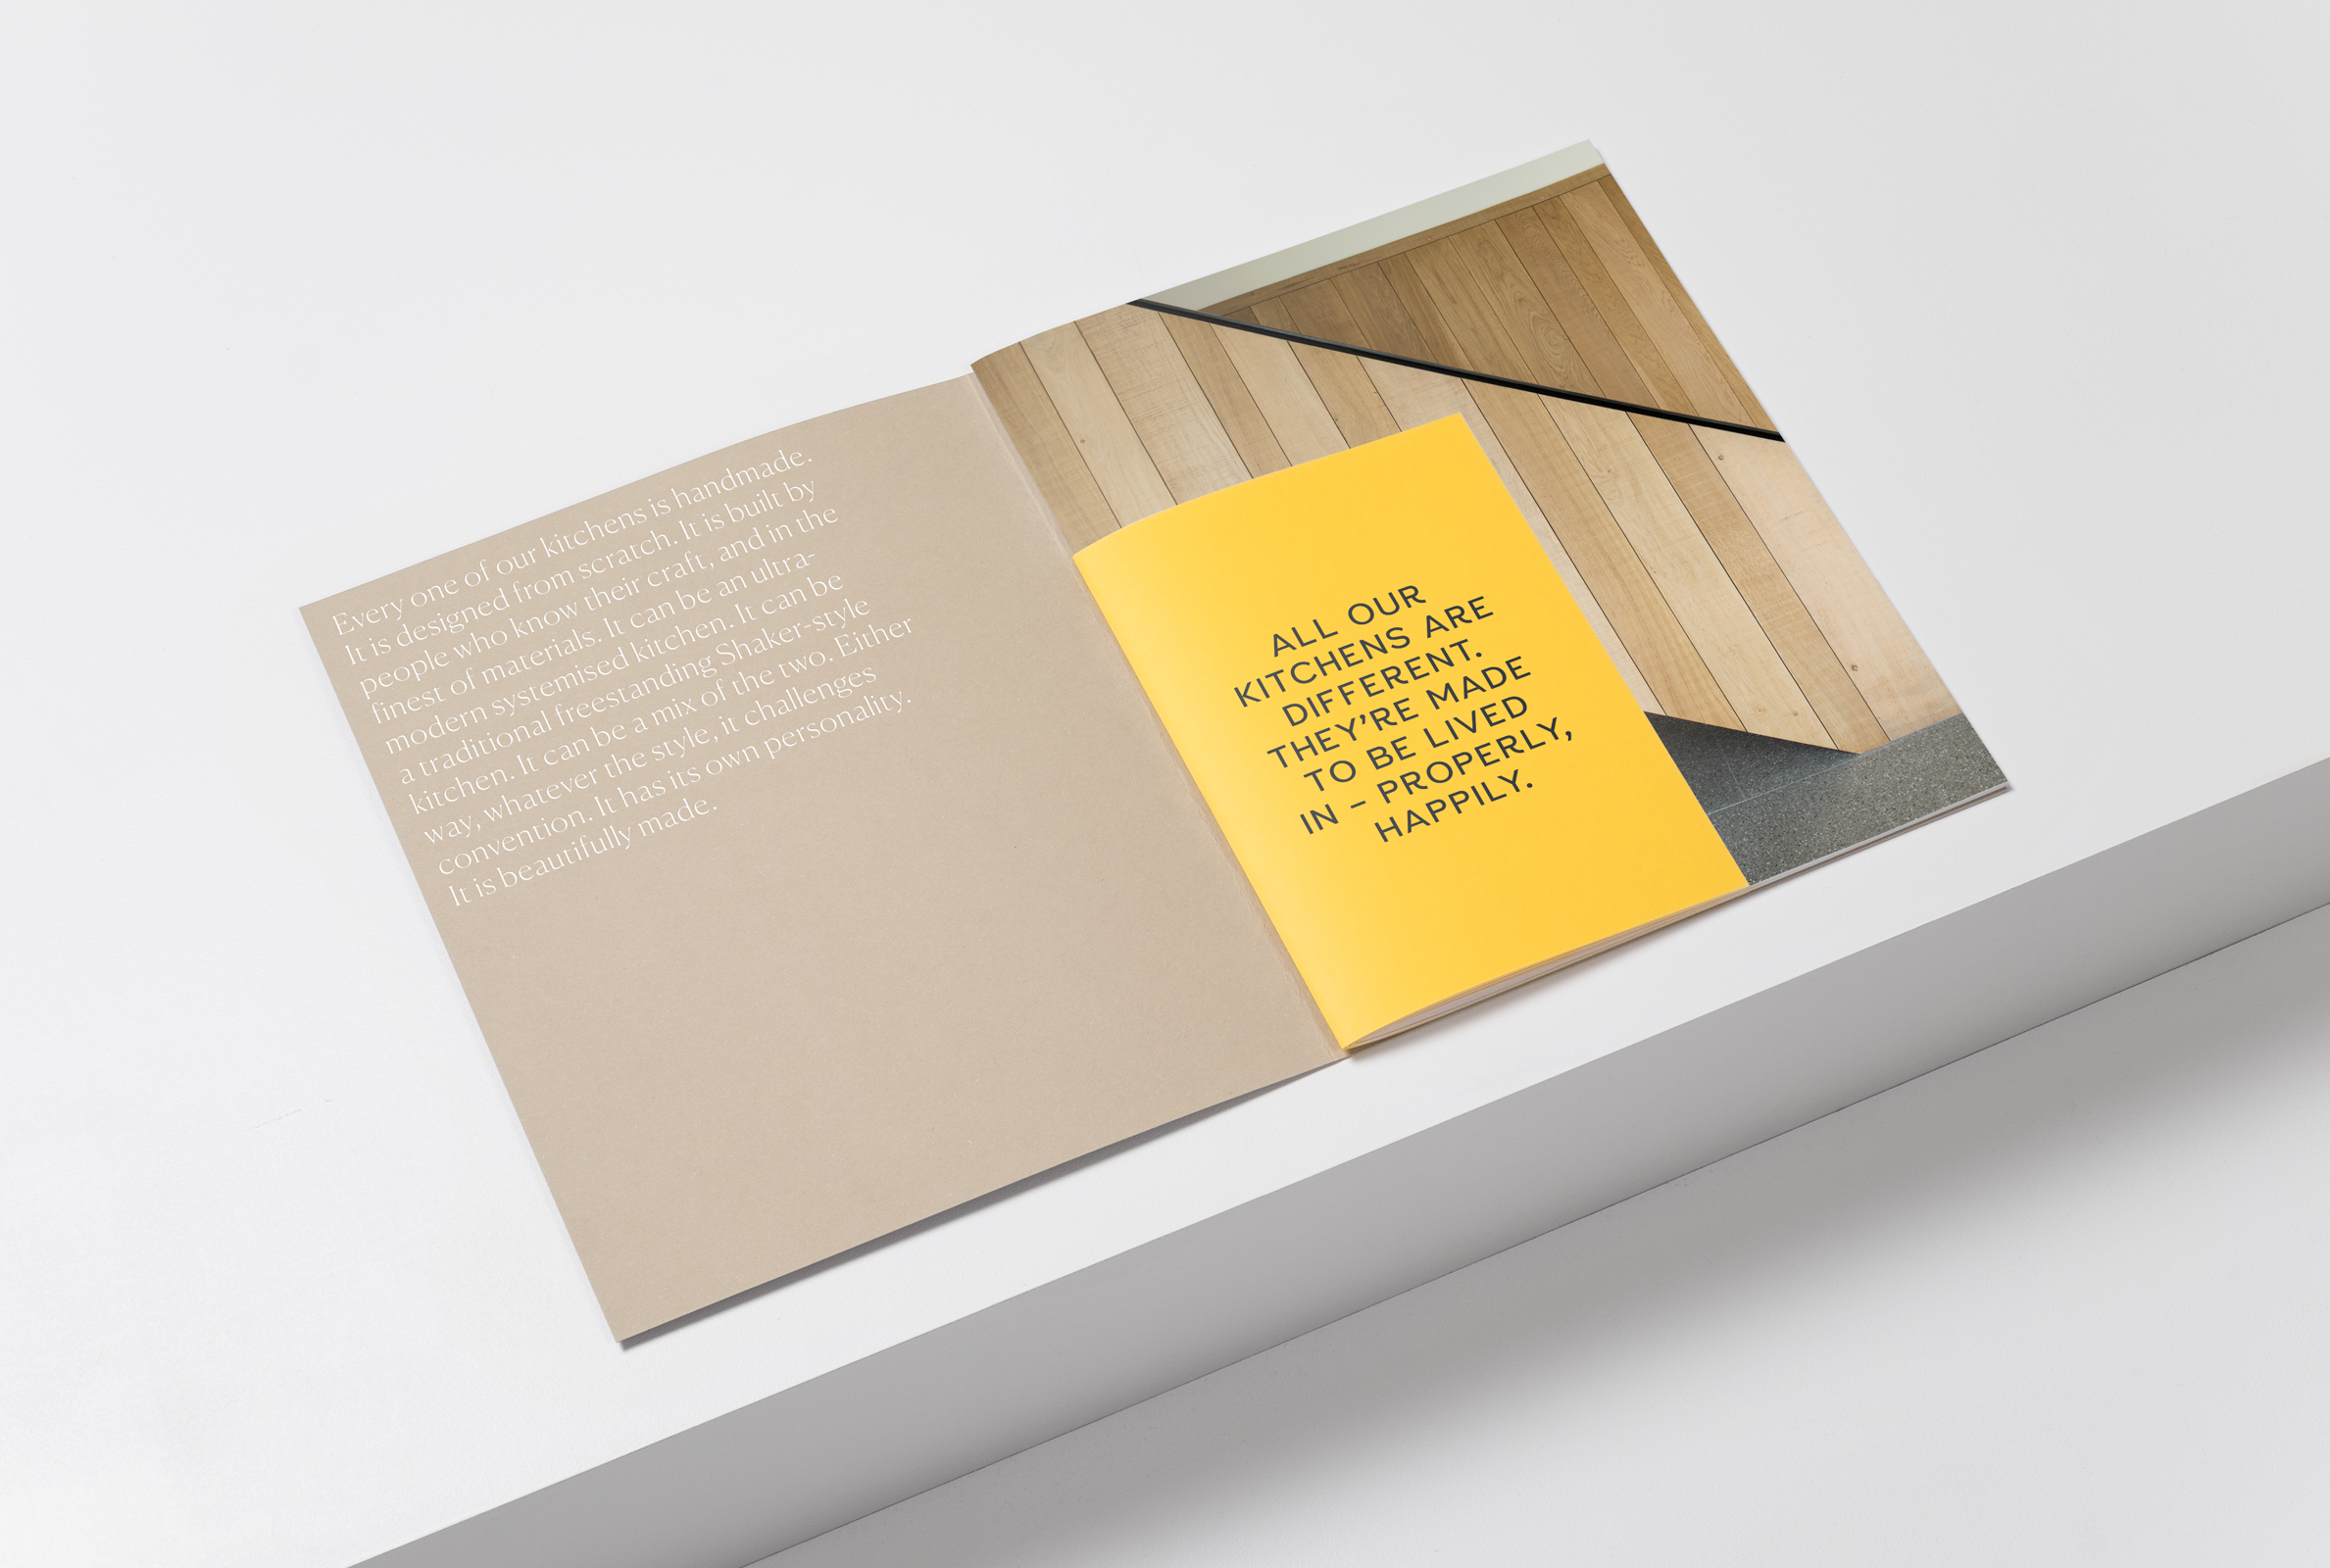 Every one of our kitchens is handmade.
It is designed from scratch. It is built by
people who know their craft, and in the
finest of materials. It can be an ultra-
modern systemised kitchen. It can be
a traditional freestanding Shaker-style
kitchen. It can be a mix of the two. Either
way, whatever the style, it challenges
convention. It has its own personality.
It is beautifully made.
ALL OUR
KITCHENS ARE
DIFFERENT.
THEY’RE MADE
TO BE LIVED
IN – PROPERLY,
HAPPILY.